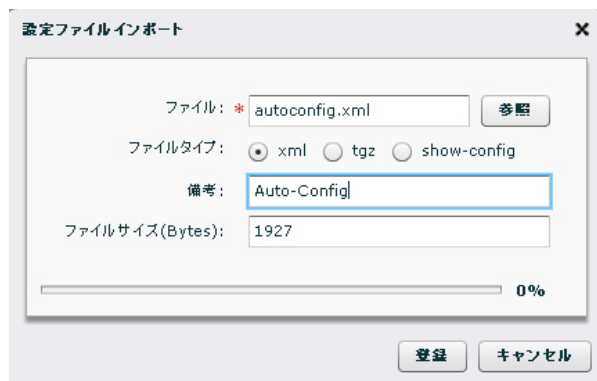 設定ファイルインポート
ファイル: * autoconfig.xml 参照
ファイルタイプ: xml tgz show-config
備考: Auto-Config
ファイルサイズ(Bytes): 1927
0%
登録 キャンセル